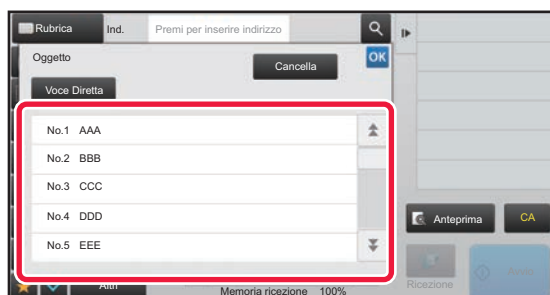 Rubrica Ind. Premi per inserire indirizzo
Oggetto Cancella OK
Voce Diretta
No.1 AAA
No.2 BBB
No.3 CCC
No.4 DDD
No.5 EEE
Anteprima CA
Altri Memoria ricezione 100%
Ricezione Avvio